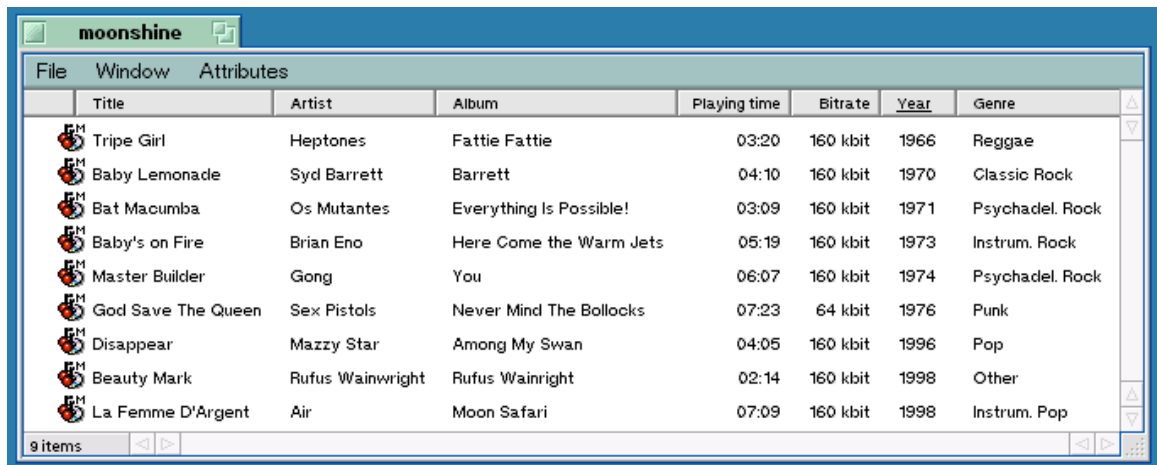 moonshine
File Window Attributes
Title Artist Album Playing time Bitrate Year Genre
Tripe Girl Heptones Fattie Fattie 03:20 160 kbit 1966 Reggae
Baby Lemonade Syd Barrett Barrett 04:10 160 kbit 1970 Classic Rock
Bat Macumba Os Mutantes Everything Is Possible! 03:09 160 kbit 1971 Psychadel. Rock
Baby's on Fire Brian Eno Here Come the Warm Jets 05:19 160 kbit 1973 Instrum. Rock
Master Builder Gong You 06:07 160 kbit 1974 Psychadel. Rock
God Save The Queen Sex Pistols Never Mind The Bollocks 07:23 64 kbit 1976 Punk
Disappear Mazzy Star Among My Swan 04:05 160 kbit 1996 Pop
Beauty Mark Rufus Wainwright Rufus Wainright 02:14 160 kbit 1998 Other
La Femme D'Argent Air Moon Safari 07:09 160 kbit 1998 Instrum. Pop
9 items